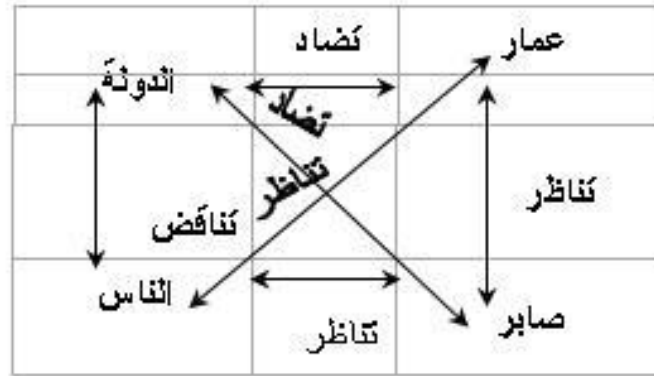 عمار
تضاد
الدولة
تضاد
تناظر
تناظر
تناقض
الناس
صابر
تناظر